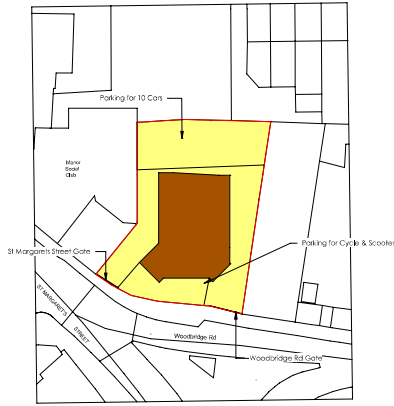 Parking for 10 Cars
Manor
Social
Club
St Margarets Street Gate
Parking for Cycle & Scooter
ST MARGARETS
STREET
Woodbridge Rd
Woodbridge Rd Gate